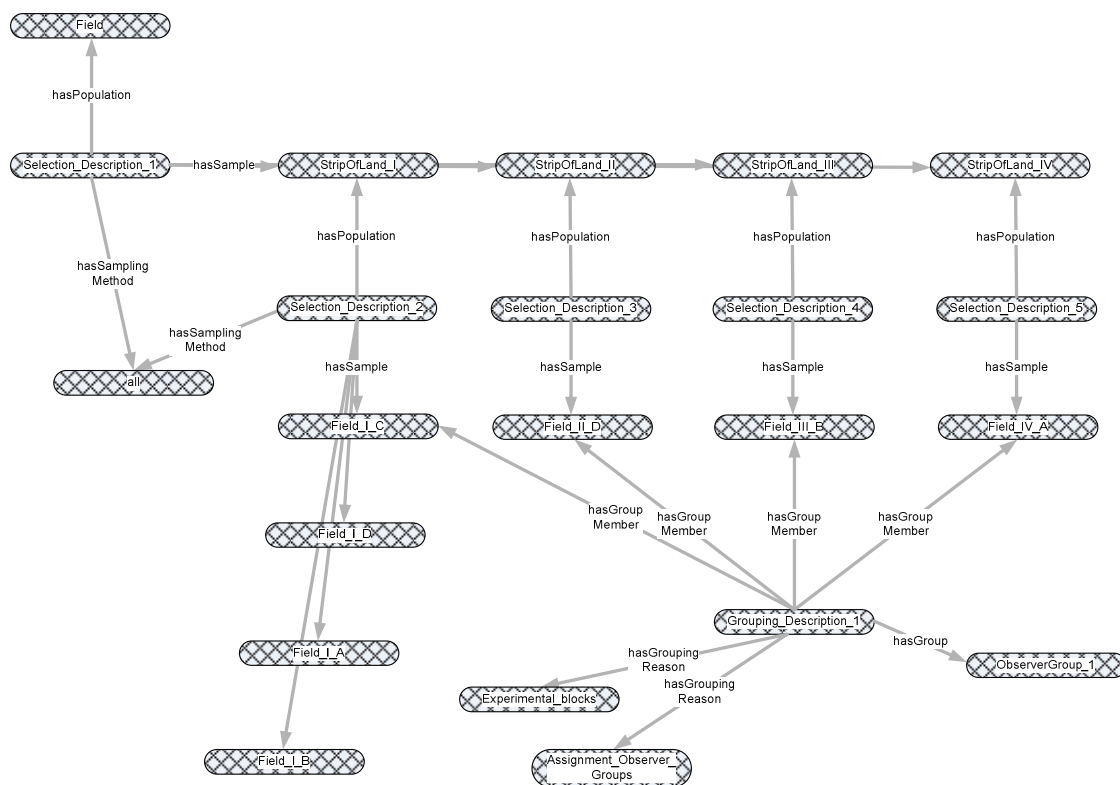 Field
hasPopulation
Selection_Description_1
hasSample
StripOfLand_I
StripOfLand_II
StripOfLand_III
StripOfLand_IV
hasPopulation
hasPopulation
hasPopulation
hasPopulation
hasSampling
Method
Selection_Description_2
Selection_Description_3
Selection_Description_4
Selection_Description_5
hasSampling
Method
hasSample
hasSample
hasSample
hasSample
all
Field_I_C
Field_II_D
Field_III_B
Field_IV_A
hasGroup
Member
hasGroup
Member
hasGroup
Member
hasGroup
Member
Field_I_D
Grouping_Description_1
hasGroup
Field_I_A
hasGrouping
Reason
ObserverGroup_1
hasGrouping
Reason
Experimental_blocks
Field_I_B
Assignment_Observer_
Groups